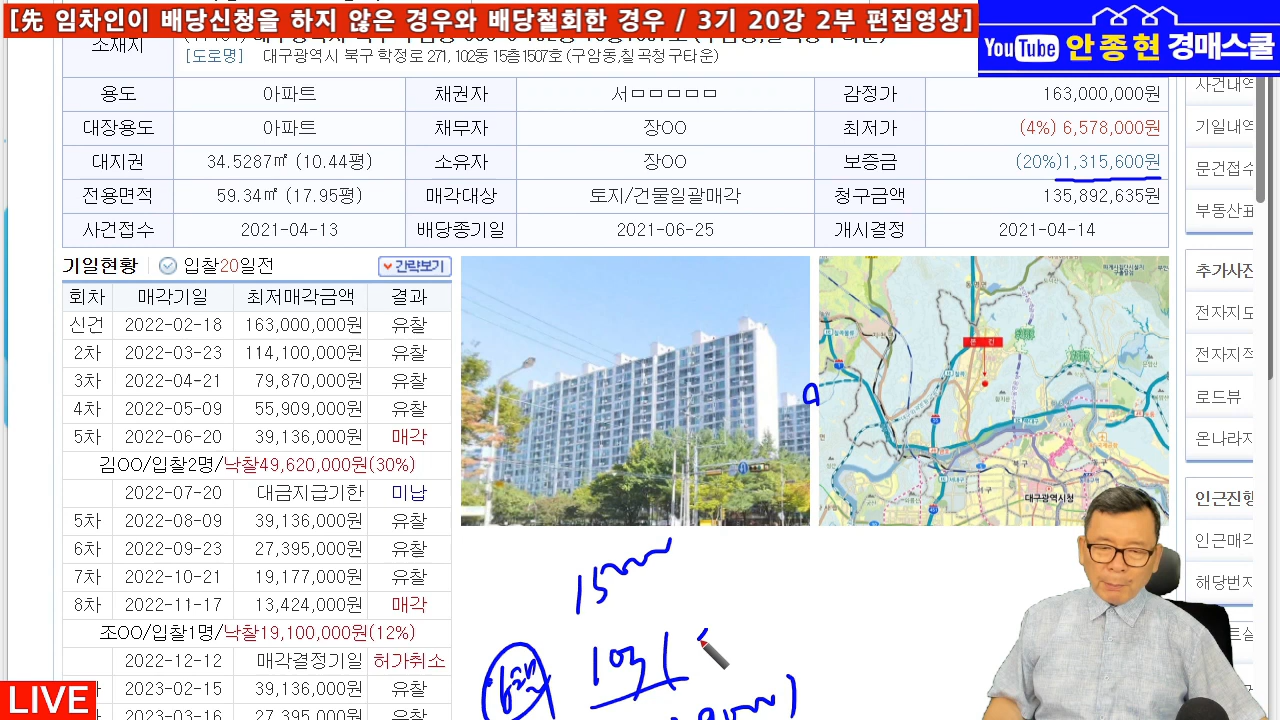 [先 임차인이 배당신청을 하지 않은 경우와 배당철회한 경우 / 3기 20강 2부 편집영상]
YouTube 안종현 경매스쿨
소재지
[도로명] 대구광역시 북구 학정로 270, 102동 15층1507호 (구암동,칠곡청구타운)
용도 아파트 채권자 서ㅁㅁㅁㅁㅁ 감정가 163,000,000원
대장용도 아파트 채무자 장OO 최저가 (4%) 6,578,000원
대지권 34.5287㎡ (10.44평) 소유자 장OO 보증금 (20%)1,315,600원
전용면적 59.34㎡ (17.95평) 매각대상 토지/건물일괄매각 청구금액 135,892,635원
사건접수 2021-04-13 배당종기일 2021-06-25 개시결정 2021-04-14
기일현황 입찰20일전 간략보기
회차 매각기일 최저매각금액 결과
신건 2022-02-18 163,000,000원 유찰
2차 2022-03-23 114,100,000원 유찰
3차 2022-04-21 79,870,000원 유찰
4차 2022-05-09 55,909,000원 유찰
5차 2022-06-20 39,136,000원 매각
김OO/입찰2명/낙찰49,620,000원(30%)
2022-07-20 대금지급기한 미납
5차 2022-08-09 39,136,000원 유찰
6차 2022-09-23 27,395,000원 유찰
7차 2022-10-21 19,177,000원 유찰
8차 2022-11-17 13,424,000원 매각
조OO/입찰1명/낙찰19,100,000원(12%)
2022-12-12 매각결정기일 허가취소
2023-02-15 39,136,000원 유찰
2023-03-16 27,395,000원 유찰
사건내역
기일내역
문건접수
부동산표
추가사진
전자지도
전자지적
로드뷰
온나라지
인근진행
인근매각
해당번지
본 건
대구광역시청
북구
서구
LIVE